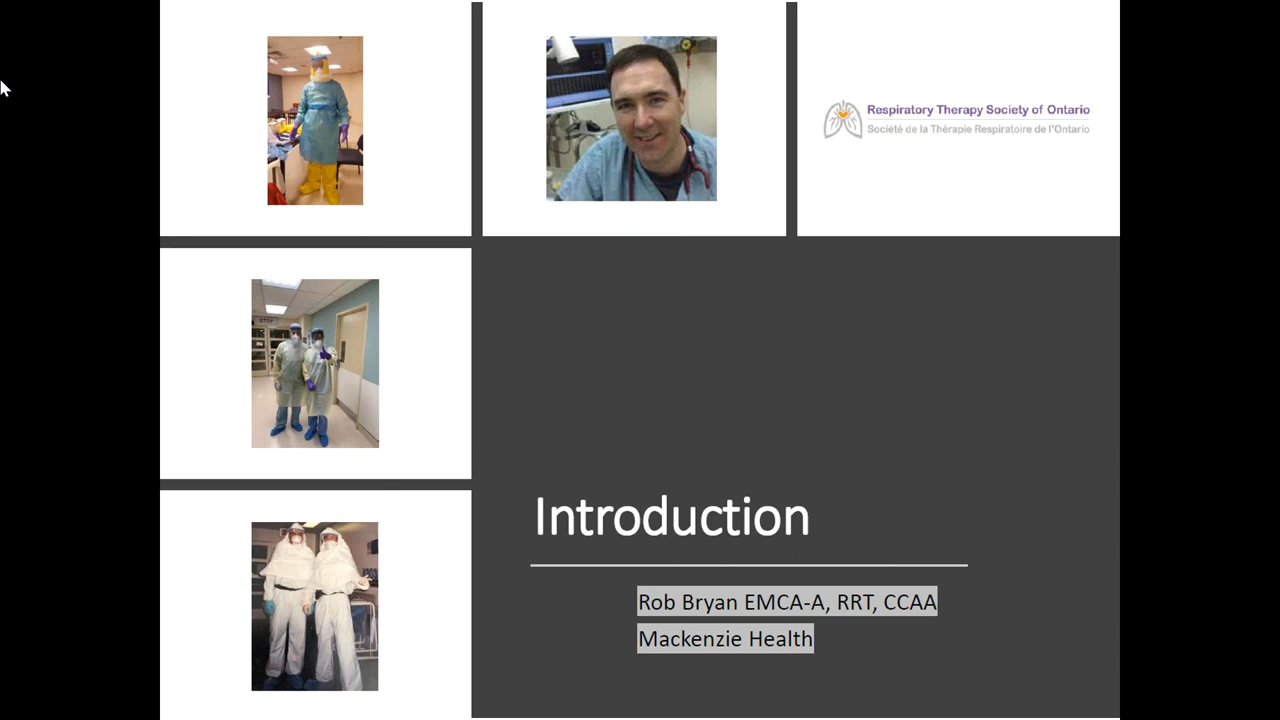 Respiratory Therapy Society of Ontario
Société de la Thérapie Respiratoire de l'Ontario
STOP
Introduction
Rob Bryan EMCA-A, RRT, CCAA
Mackenzie Health